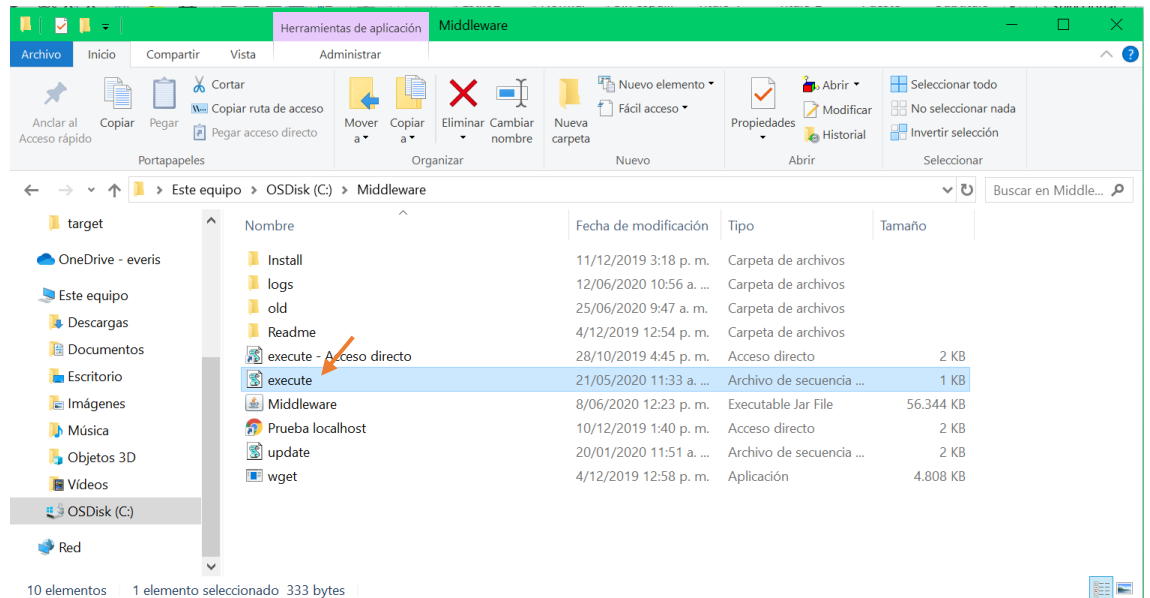 Herramientas de aplicación Middleware
Archivo Inicio Compartir Vista Administrar
Anclar al Acceso rápido
Copiar
Pegar
Cortar
Copiar ruta de acceso
Pegar acceso directo
Mover a
Copiar a
Eliminar
Cambiar nombre
Nueva carpeta
Nuevo elemento
Fácil acceso
Propiedades
Abrir
Modificar
Historial
Seleccionar todo
No seleccionar nada
Invertir selección
Portapapeles Organizar Nuevo Abrir Seleccionar
Este equipo > OSDisk (C:) > Middleware
Buscar en Middle...
target
OneDrive - everis
Este equipo
Descargas
Documentos
Escritorio
Imágenes
Música
Objetos 3D
Vídeos
OSDisk (C:)
Red
Nombre Fecha de modificación Tipo Tamaño
Install 11/12/2019 3:18 p. m. Carpeta de archivos
logs 12/06/2020 10:56 a. ... Carpeta de archivos
old 25/06/2020 9:47 a. m. Carpeta de archivos
Readme 4/12/2019 12:54 p. m. Carpeta de archivos
execute - Acceso directo 28/10/2019 4:45 p. m. Acceso directo 2 KB
execute 21/05/2020 11:33 a. ... Archivo de secuencia ... 1 KB
Middleware 8/06/2020 12:23 p. m. Executable Jar File 56.344 KB
Prueba localhost 10/12/2019 1:40 p. m. Acceso directo 2 KB
update 20/01/2020 11:51 a. ... Archivo de secuencia ... 2 KB
wget 4/12/2019 12:58 p. m. Aplicación 4.808 KB
10 elementos 1 elemento seleccionado 333 bytes